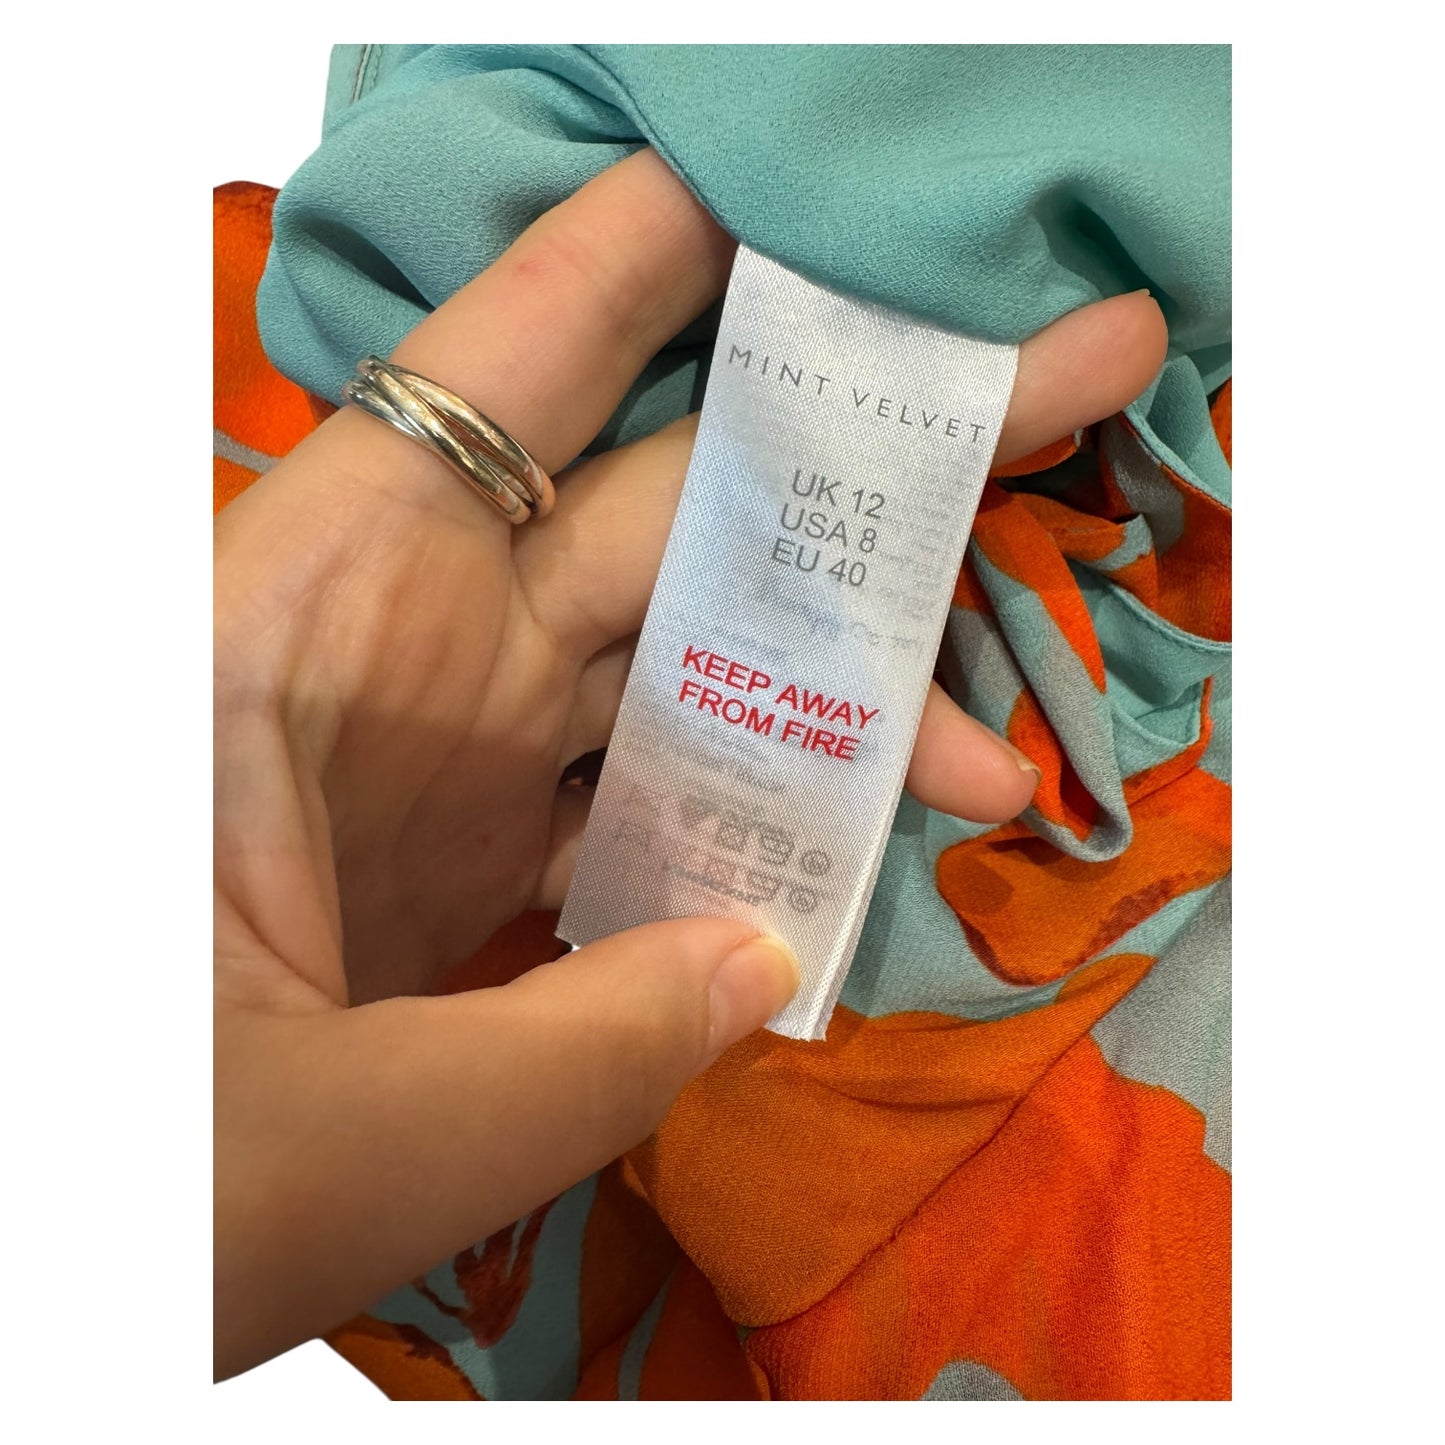 MINT VELVET
UK 12
USA 8
EU 40
KEEP AWAY
FROM FIRE